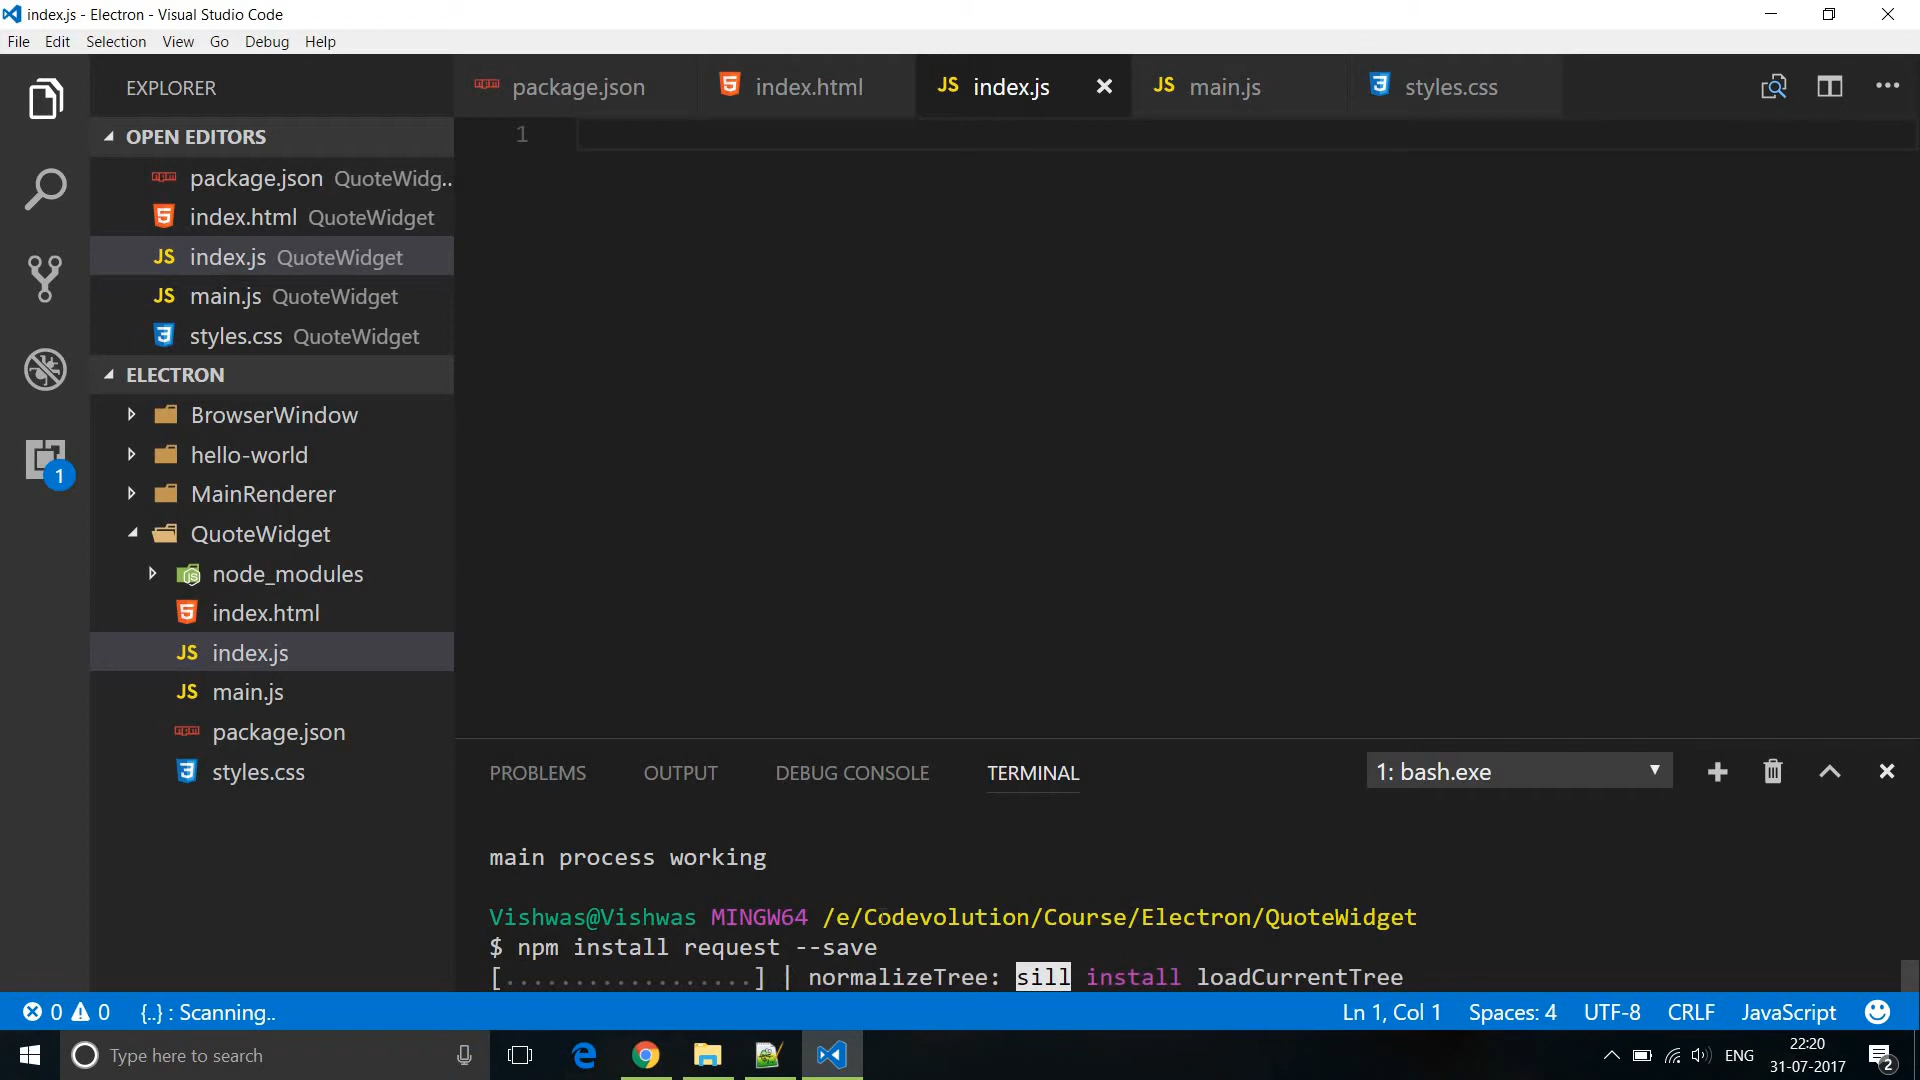 index.js - Electron - Visual Studio Code
File Edit Selection View Go Debug Help
EXPLORER
package.json index.html JS index.js JS main.js styles.css
OPEN EDITORS
package.json QuoteWidg..
index.html QuoteWidget
JS index.js QuoteWidget
JS main.js QuoteWidget
styles.css QuoteWidget
ELECTRON
BrowserWindow
hello-world
MainRenderer
QuoteWidget
node_modules
index.html
JS index.js
JS main.js
package.json
styles.css
1
1
PROBLEMS OUTPUT DEBUG CONSOLE TERMINAL 1: bash.exe
main process working
Vishwas@Vishwas MINGW64 /e/Codevolution/Course/Electron/QuoteWidget
$ npm install request --save
[..................] | normalizeTree: sill install loadCurrentTree
0 0 {..} : Scanning.. Ln 1, Col 1 Spaces: 4 UTF-8 CRLF JavaScript
Type here to search ENG 22:20
31-07-2017
2